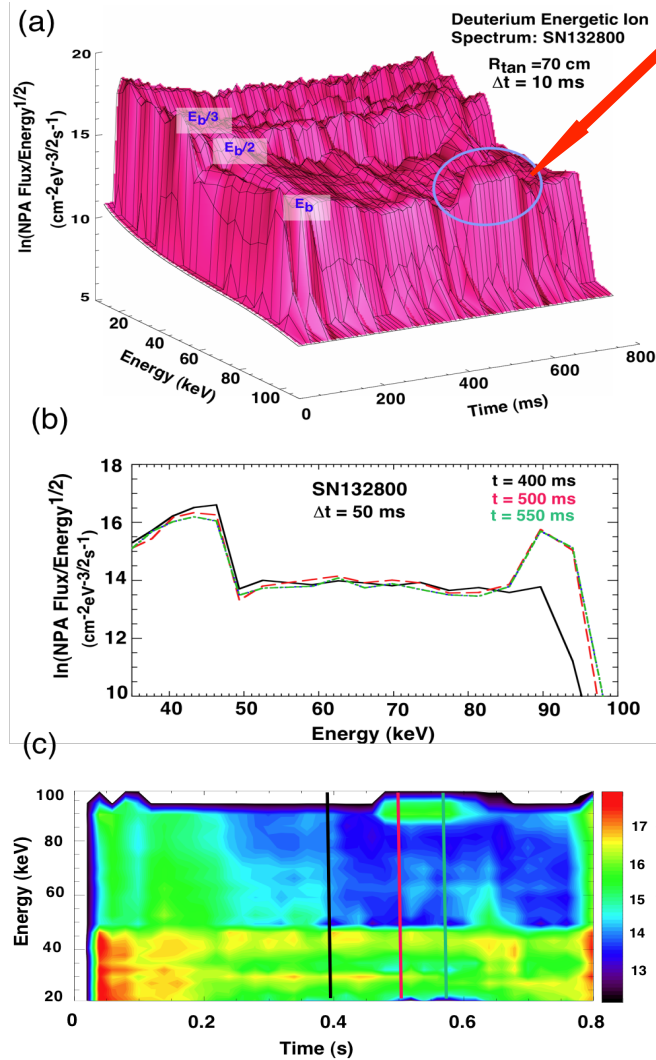 (a)
Deuterium Energetic Ion
Spectrum: SN132800
R_tan =70 cm
Δt = 10 ms
ln(NPA Flux/Energy^1/2)
(cm^-2eV^-3/2s^-1)
20
15
10
5
E_b/3
E_b/2
E_b
20
40
60
80
100
Energy (keV)
0
200
400
600
800
Time (ms)
(b)
SN132800
Δt = 50 ms
t = 400 ms
t = 500 ms
t = 550 ms
ln(NPA Flux/Energy^1/2)
(cm^-2eV^-3/2s^-1)
18
16
14
12
10
40 50 60 70 80 90 100
Energy (keV)
(c)
Energy (keV)
100
80
60
40
20
0 0.2 0.4 0.6 0.8
Time (s)
17
16
15
14
13